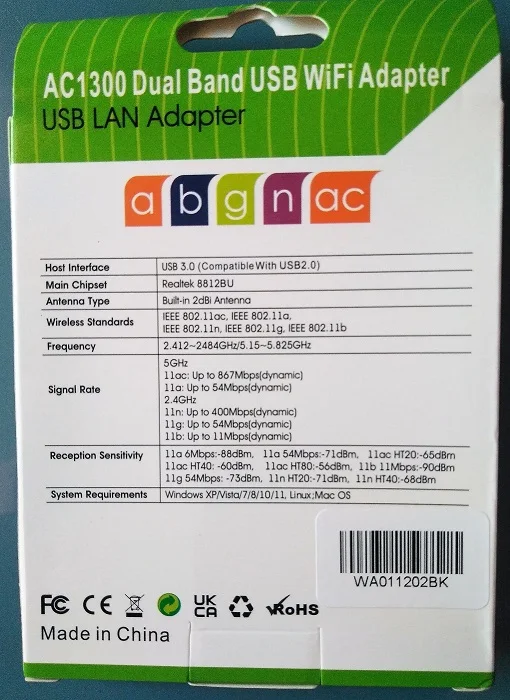 AC1300 Dual Band USB WiFi Adapter
USB LAN Adapter
a b g n ac
Host Interface USB 3.0 (Compatible With USB2.0)
Main Chipset Realtek 8812BU
Antenna Type Built-in 2dBi Antenna
Wireless Standards IEEE 802.11ac, IEEE 802.11a,
IEEE 802.11n, IEEE 802.11g, IEEE 802.11b
Frequency 2.412~2484GHz/5.15~5.825GHz
Signal Rate 5GHz
11ac: Up to 867Mbps(dynamic)
11a: Up to 54Mbps(dynamic)
2.4GHz
11n: Up to 400Mbps(dynamic)
11g: Up to 54Mbps(dynamic)
11b: Up to 11Mbps(dynamic)
Reception Sensitivity 11a 6Mbps:-88dBm, 11a 54Mbps:-71dBm, 11ac HT20:-65dBm
11ac HT40: -60dBm, 11ac HT80:-56dBm, 11b 11Mbps:-90dBm
11g 54Mbps: -73dBm, 11n HT20:-71dBm, 11n HT40:-68dBm
System Requirements Windows XP/Vista/7/8/10/11, Linux;Mac OS
WA011202BK
FC CE UK CA RoHS
Made in China